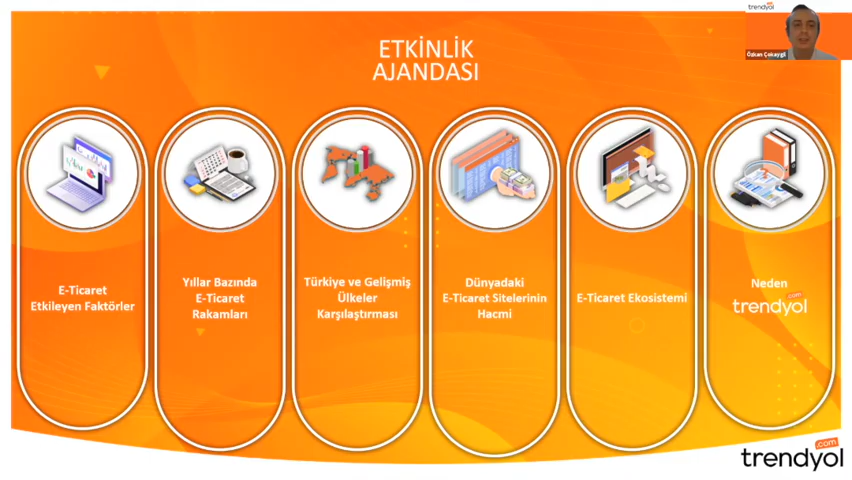 trendyol
Özkan Çokaygil
ETKİNLİK
AJANDASI
E-Ticaret
Etkileyen Faktörler
Yıllar Bazında
E-Ticaret
Rakamları
Türkiye ve Gelişmiş
Ülkeler
Karşılaştırması
Dünyadaki
E-Ticaret Sitelerinin
Hacmi
E-Ticaret Ekosistemi
Neden
trendyol.com
trendyol.com